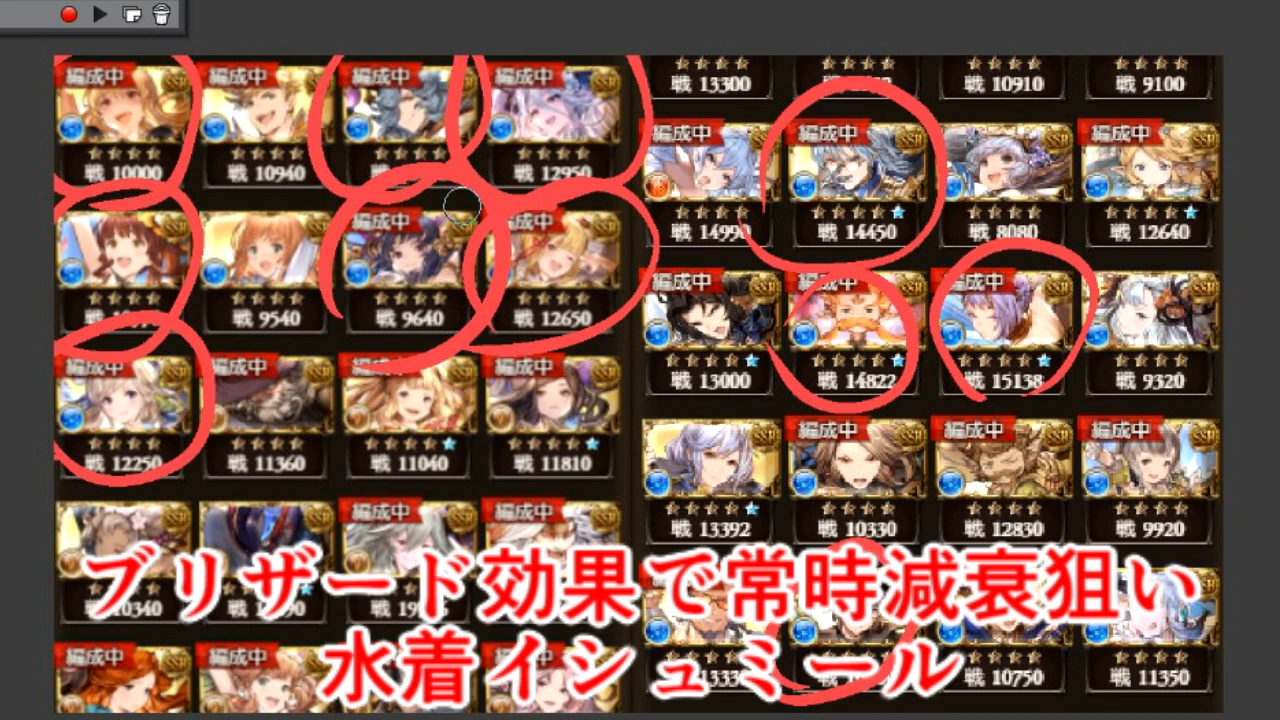 編成中 編成中 編成中 編成中
戦 10000 戦 10940 戦 12950
戦 13300 戦 10910 戦 9100
編成中 編成中 編成中
戦 14990 戦 14450 戦 8080 戦 12640
編成中 編成中
戦 9540 戦 9640 戦 12650
編成中 編成中 編成中
戦 13000 戦 14822 戦 15138 戦 9320
編成中 編成中 編成中 編成中
戦 12250 戦 11360 戦 11040 戦 11810
編成中 編成中 編成中
戦 13392 戦 10330 戦 12830 戦 9920
編成中 編成中
戦 10750 戦 11350
編成中 編成中
ブリザード効果で常時減衰狙い
水着イシュミール